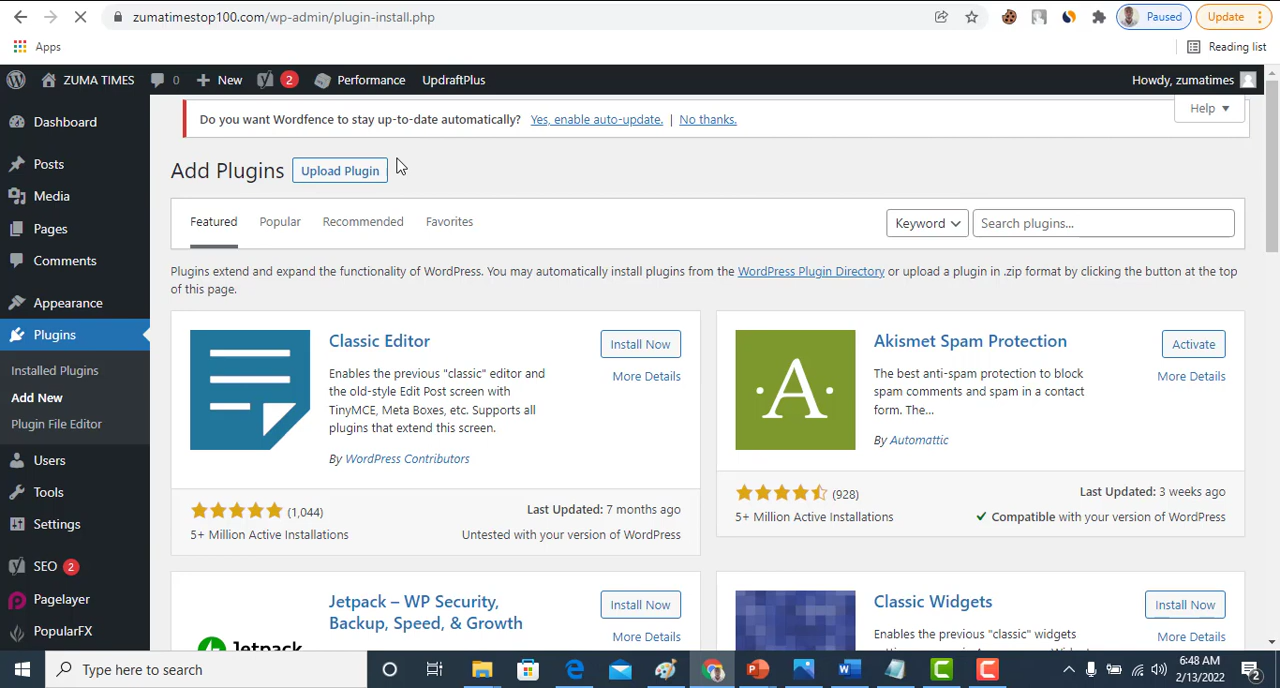 zumatimestop100.com/wp-admin/plugin-install.php
Paused
Update
Apps
Reading list
ZUMA TIMES
0
New
2
Performance
UpdraftPlus
Howdy, zumatimes
Do you want Wordfence to stay up-to-date automatically? Yes, enable auto-update. | No thanks.
Help
Add Plugins
Upload Plugin
Featured
Popular
Recommended
Favorites
Keyword
Search plugins...
Plugins extend and expand the functionality of WordPress. You may automatically install plugins from the WordPress Plugin Directory or upload a plugin in .zip format by clicking the button at the top
of this page.
Dashboard
Posts
Media
Pages
Comments
Appearance
Plugins
Installed Plugins
Add New
Plugin File Editor
Users
Tools
Settings
SEO 2
Pagelayer
PopularFX
Classic Editor
Install Now
More Details
Enables the previous "classic" editor and
the old-style Edit Post screen with
TinyMCE, Meta Boxes, etc. Supports all
plugins that extend this screen.
By WordPress Contributors
(1,044)
5+ Million Active Installations
Last Updated: 7 months ago
Untested with your version of WordPress
A
Akismet Spam Protection
Activate
More Details
The best anti-spam protection to block
spam comments and spam in a contact
form. The...
By Automattic
(928)
5+ Million Active Installations
Last Updated: 3 weeks ago
Compatible with your version of WordPress
Jetpack
Jetpack – WP Security,
Backup, Speed, & Growth
Install Now
More Details
Classic Widgets
Install Now
More Details
Enables the previous "classic" widgets
Type here to search
6:48 AM
2/13/2022
2